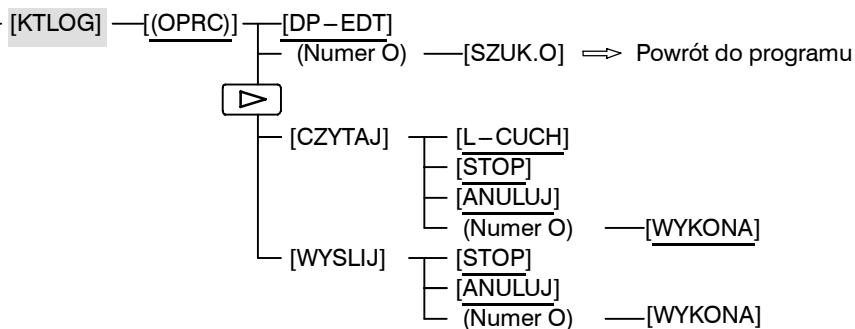 [KTLOG] [(OPRC)] [DP–EDT]
(Numer O) [SZUK.O] Powrót do programu
[CZYTAJ] [L–CUCH]
[STOP]
[ANULUJ]
(Numer O) [WYKONA]
[WYSLIJ] [STOP]
[ANULUJ]
(Numer O) [WYKONA]